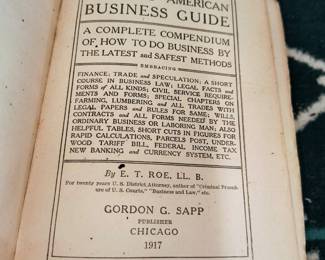 AMERICAN
BUSINESS GUIDE
A COMPLETE COMPENDIUM
OF HOW TO DO BUSINESS BY
THE LATEST and SAFEST METHODS
EMBRACING
FINANCE; TRADE and SPECULATION; A SHORT
COURSE IN BUSINESS LAW; LEGAL FACTS and
FORMS of ALL KINDS; CIVIL SERVICE REQUIRE-
MENTS and FORMS; SPECIAL CHAPTERS ON
FARMING, LUMBERING and ALL TRADES WITH
LEGAL PAPERS and RULES FOR SAME; WILLS,
CONTRACTS and ALL FORMS NEEDED BY THE
ORDINARY BUSINESS OR LABORING MAN; ALSO
HELPFUL TABLES, SHORT CUTS IN FIGURES FOR
RAPID CALCULATIONS, PARCELS POST, UNDER-
WOOD TARIFF BILL, FEDERAL INCOME TAX
NEW BANKING and CURRENCY SYSTEM, ETC.
By E. T. ROE, LL. B.
For twenty years U. S. District Attorney, author of "Criminal Proced-
ure of U. S. Courts," "Business and Law," etc.
GORDON G. SAPP
PUBLISHER
CHICAGO
1917